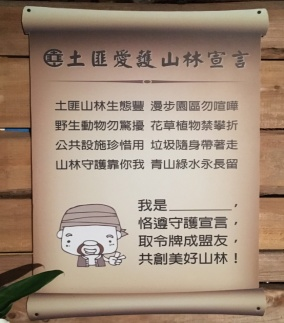 土匪愛護山林宣言
土匪山林生態豐 漫步園區勿喧嘩
野生動物勿驚擾 花草植物禁攀折
公共設施珍惜用 垃圾隨身帶著走
山林守護靠你我 青山綠水永長留
我是________,
恪遵守護宣言,
取令牌成盟友,
共創美好山林!